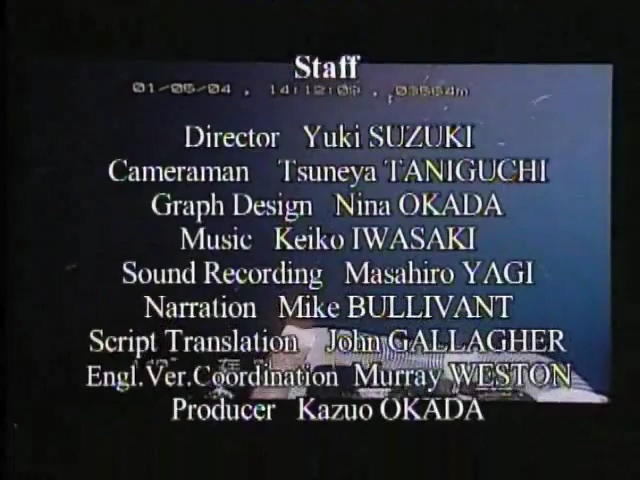 Staff
01/05/04 , 14:12:09 , 03664m
Director Yuki SUZUKI
Cameraman Tsuneya TANIGUCHI
Graph Design Nina OKADA
Music Keiko IWASAKI
Sound Recording Masahiro YAGI
Narration Mike BULLIVANT
Script Translation John GALLAGHER
Engl.Ver.Coordination Murray WESTON
Producer Kazuo OKADA